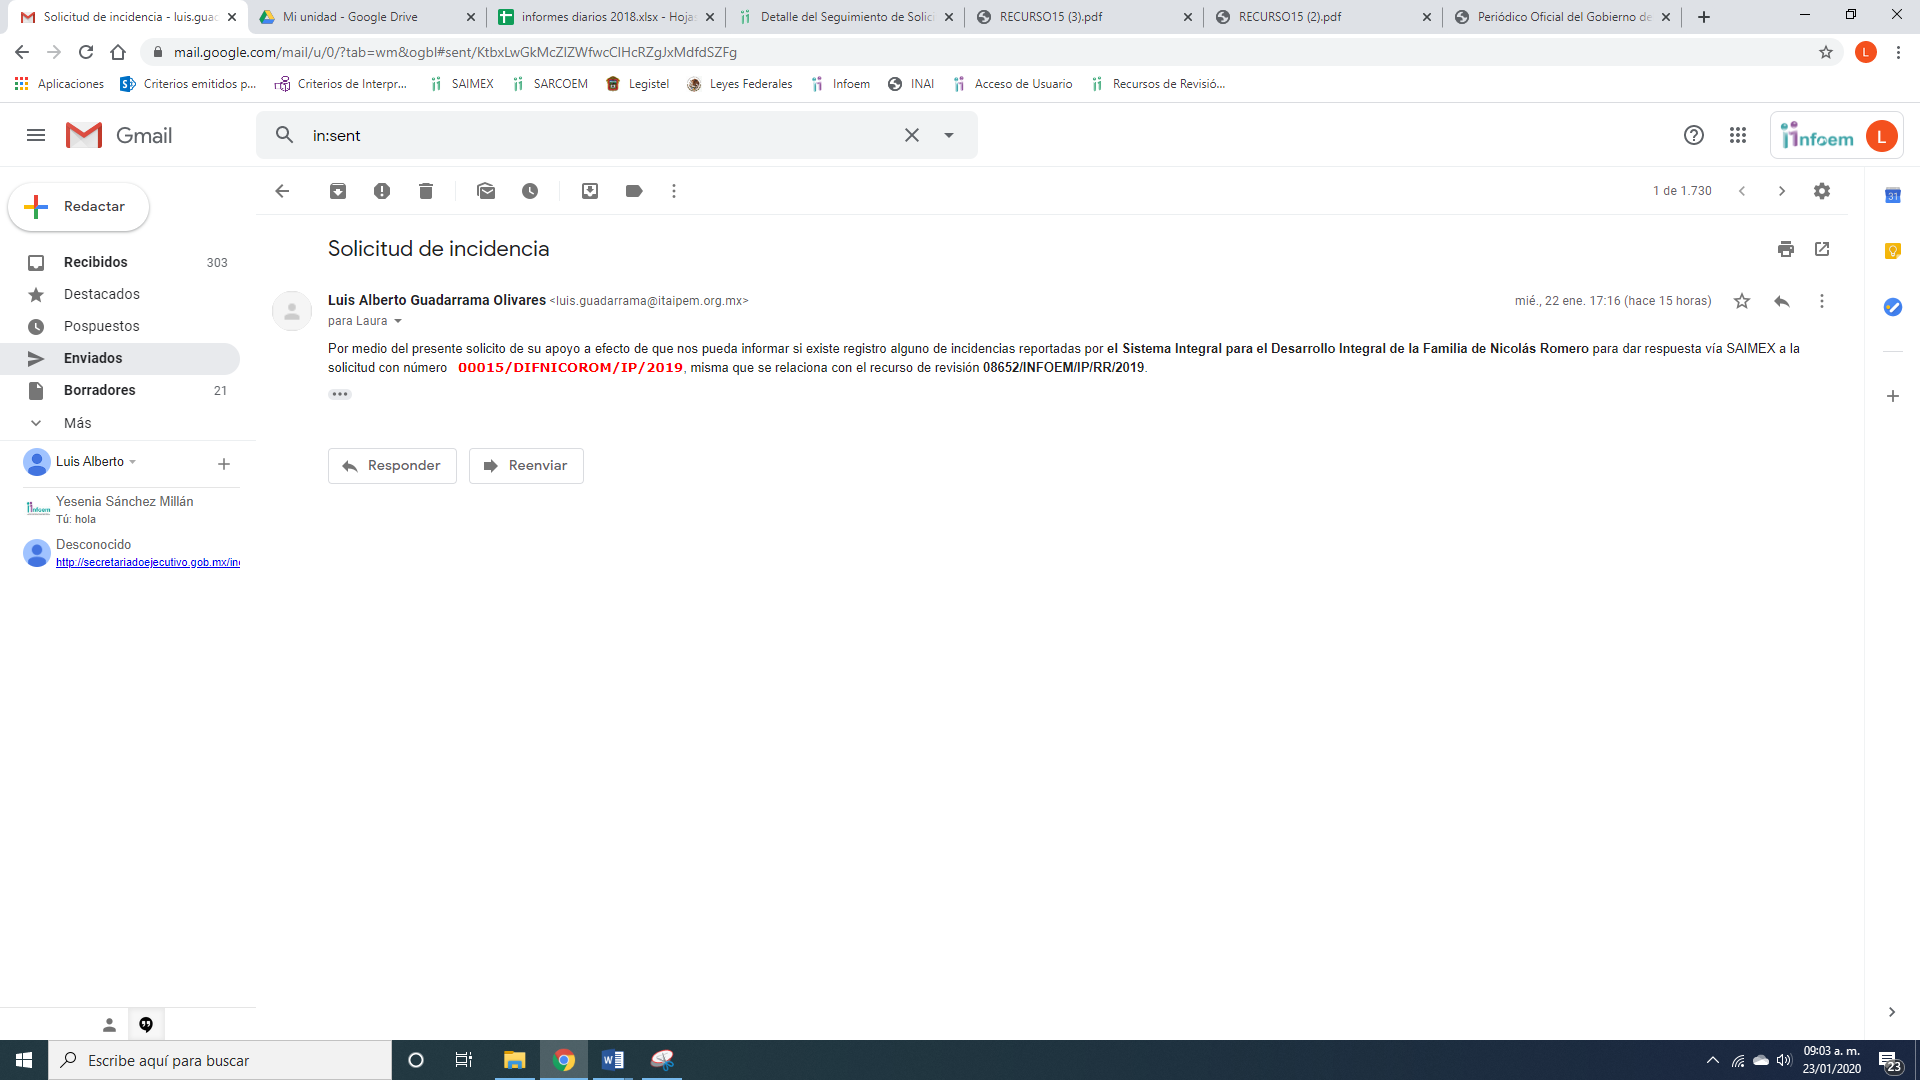 Solicitud de incidencia - luis.guad
Mi unidad - Google Drive
informes diarios 2018.xlsx - Hojas
Detalle del Seguimiento de Solici
RECURSO15 (3).pdf
RECURSO15 (2).pdf
Periódico Oficial del Gobierno de
mail.google.com/mail/u/0/?tab=wm&ogbl#sent/KtbxLwGkMcZlZWfwcClHcRZgJxMdfdSZFg
L
Aplicaciones
Criterios emitidos p...
Criterios de Interpr...
SAIMEX
SARCOEM
Legistel
Leyes Federales
Infoem
INAI
Acceso de Usuario
Recursos de Revisió...
Gmail
in:sent
infoem
L
Redactar
1 de 1.730
31
Solicitud de incidencia
Recibidos 303
Destacados
Pospuestos
Enviados
Borradores 21
Más
Luis Alberto Guadarrama Olivares <luis.guadarrama@itaipem.org.mx>
mié., 22 ene. 17:16 (hace 15 horas)
para Laura
Por medio del presente solicito de su apoyo a efecto de que nos pueda informar si existe registro alguno de incidencias reportadas por el Sistema Integral para el Desarrollo Integral de la Familia de Nicolás Romero para dar respuesta vía SAIMEX a la
solicitud con número 00015/DIFNICOROM/IP/2019, misma que se relaciona con el recurso de revisión 08652/INFOEM/IP/RR/2019.
Responder
Reenviar
Luis Alberto
infoem
Yesenia Sánchez Millán
Tú: hola
Desconocido
http://secretariadoejecutivo.gob.mx/in
Escribe aquí para buscar
09:03 a. m.
23/01/2020
23